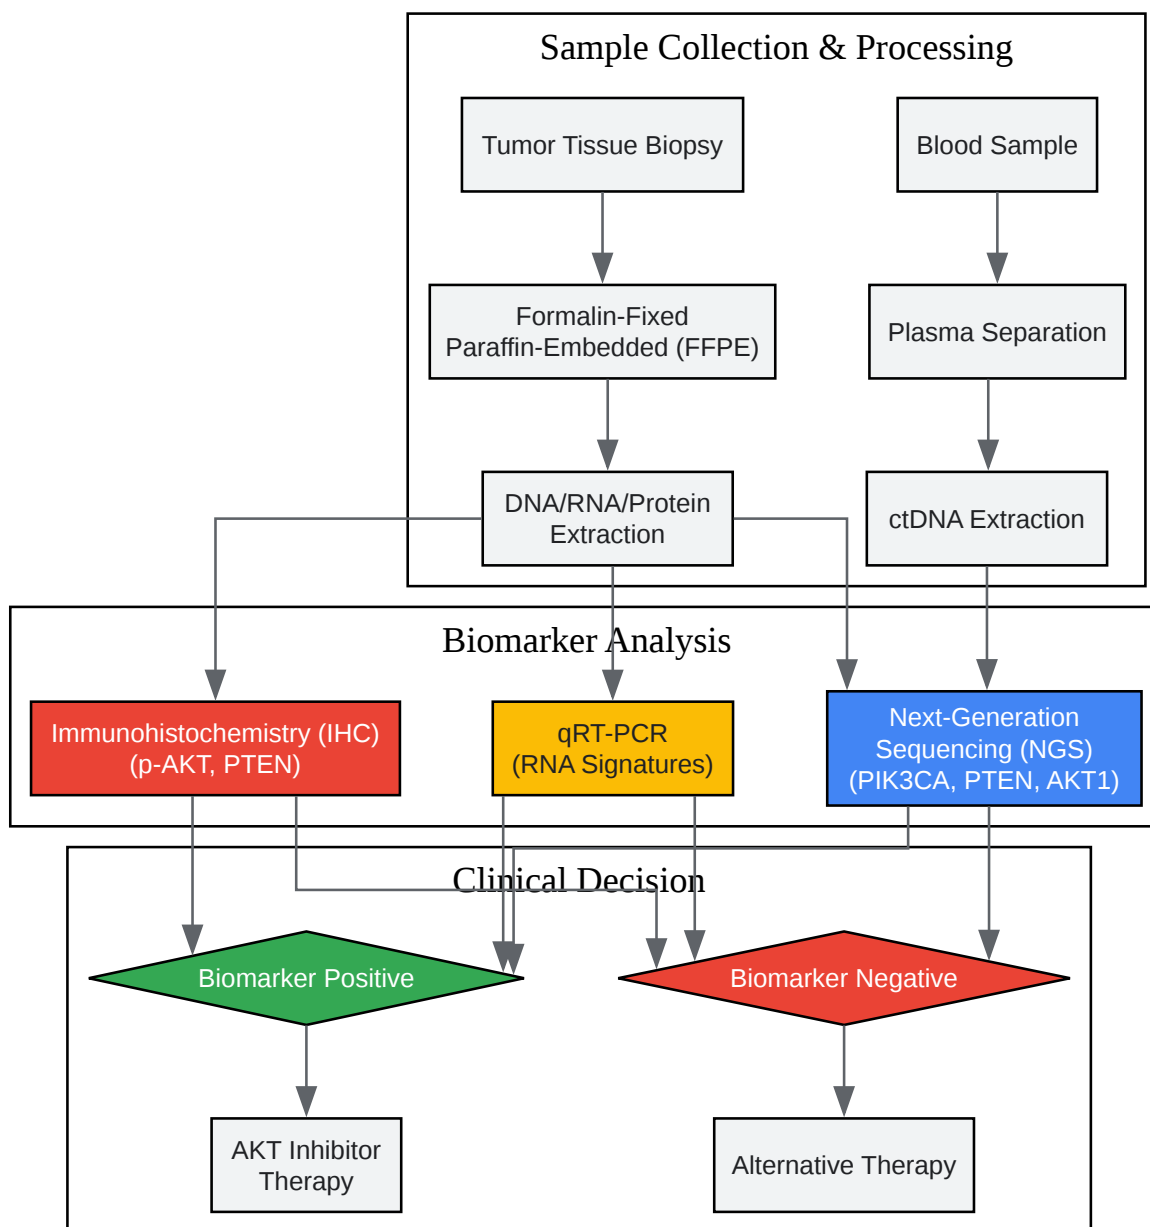 Sample Collection & Processing
Tumor Tissue Biopsy
Blood Sample
Formalin-Fixed
Paraffin-Embedded (FFPE)
Plasma Separation
DNA/RNA/Protein
Extraction
ctDNA Extraction
Biomarker Analysis
Immunohistochemistry (IHC)
(p-AKT, PTEN)
qRT-PCR
(RNA Signatures)
Next-Generation
Sequencing (NGS)
(PIK3CA, PTEN, AKT1)
Clinical Decision
Biomarker Positive
Biomarker Negative
AKT Inhibitor
Therapy
Alternative Therapy